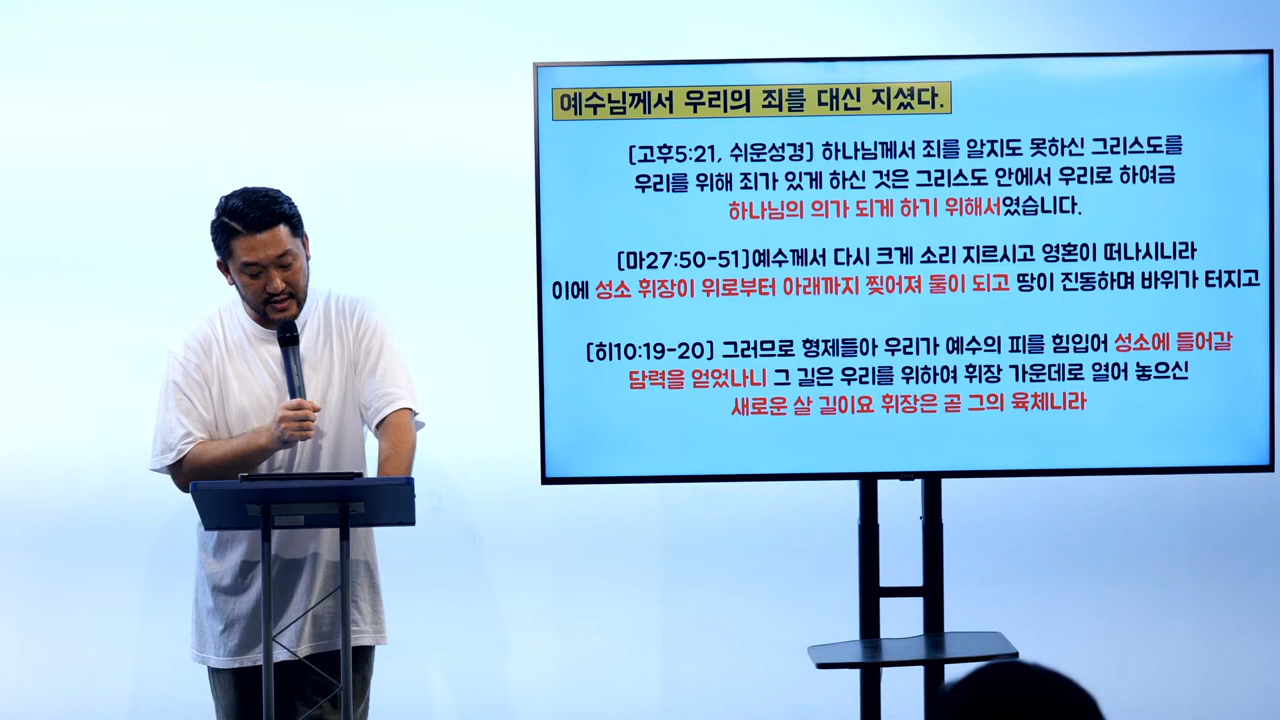 예수님께서 우리의 죄를 대신 지셨다.
[고후5:21, 쉬운성경] 하나님께서 죄를 알지도 못하신 그리스도를
우리를 위해 죄가 있게 하신 것은 그리스도 안에서 우리로 하여금
하나님의 의가 되게 하기 위해서였습니다.
[마27:50-51]예수께서 다시 크게 소리 지르시고 영혼이 떠나시니라
이에 성소 휘장이 위로부터 아래까지 찢어져 둘이 되고 땅이 진동하며 바위가 터지고
[히10:19-20] 그러므로 형제들아 우리가 예수의 피를 힘입어 성소에 들어갈
담력을 얻었나니 그 길은 우리를 위하여 휘장 가운데로 열어 놓으신
새로운 살 길이요 휘장은 곧 그의 육체니라